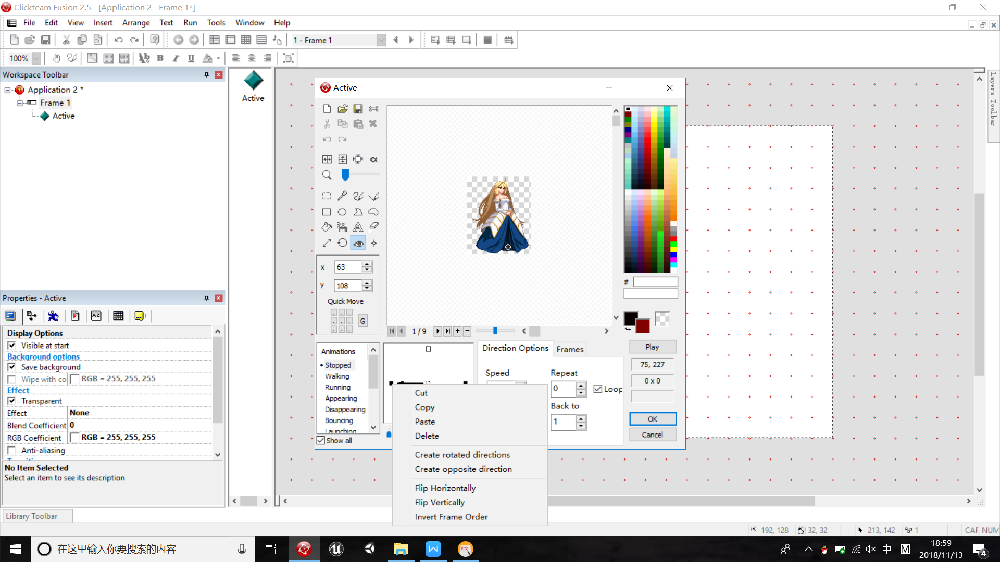 Clickteam Fusion 2.5 - [Application 2 - Frame 1*]
File Edit View Insert Arrange Text Run Tools Window Help
1 - Frame 1
100%
Workspace Toolbar
Application 2 *
Frame 1
Active
Active
Layers Toolbar
Active
x 63
y 108
Quick Move
G
1 / 9
#
Animations
Stopped
Walking
Running
Appearing
Disappearing
Bouncing
Launching
Show all
Direction Options Frames
Speed
Repeat
0
Loop
Back to
1
Play
75, 227
0 x 0
OK
Cancel
Cut
Copy
Paste
Delete
Create rotated directions
Create opposite direction
Flip Horizontally
Flip Vertically
Invert Frame Order
Properties - Active
Display Options
Visible at start
Background options
Save background
Wipe with co RGB = 255, 255, 255
Effect
Transparent
Effect None
Blend Coefficient 0
RGB Coefficient RGB = 255, 255, 255
Anti-aliasing
No Item Selected
Select an item to see its description
Library Toolbar
192, 128
32, 32
213, 142
1
CAP NUM
在这里输入你要搜索的内容
中
M
18:59
2018/11/13
4